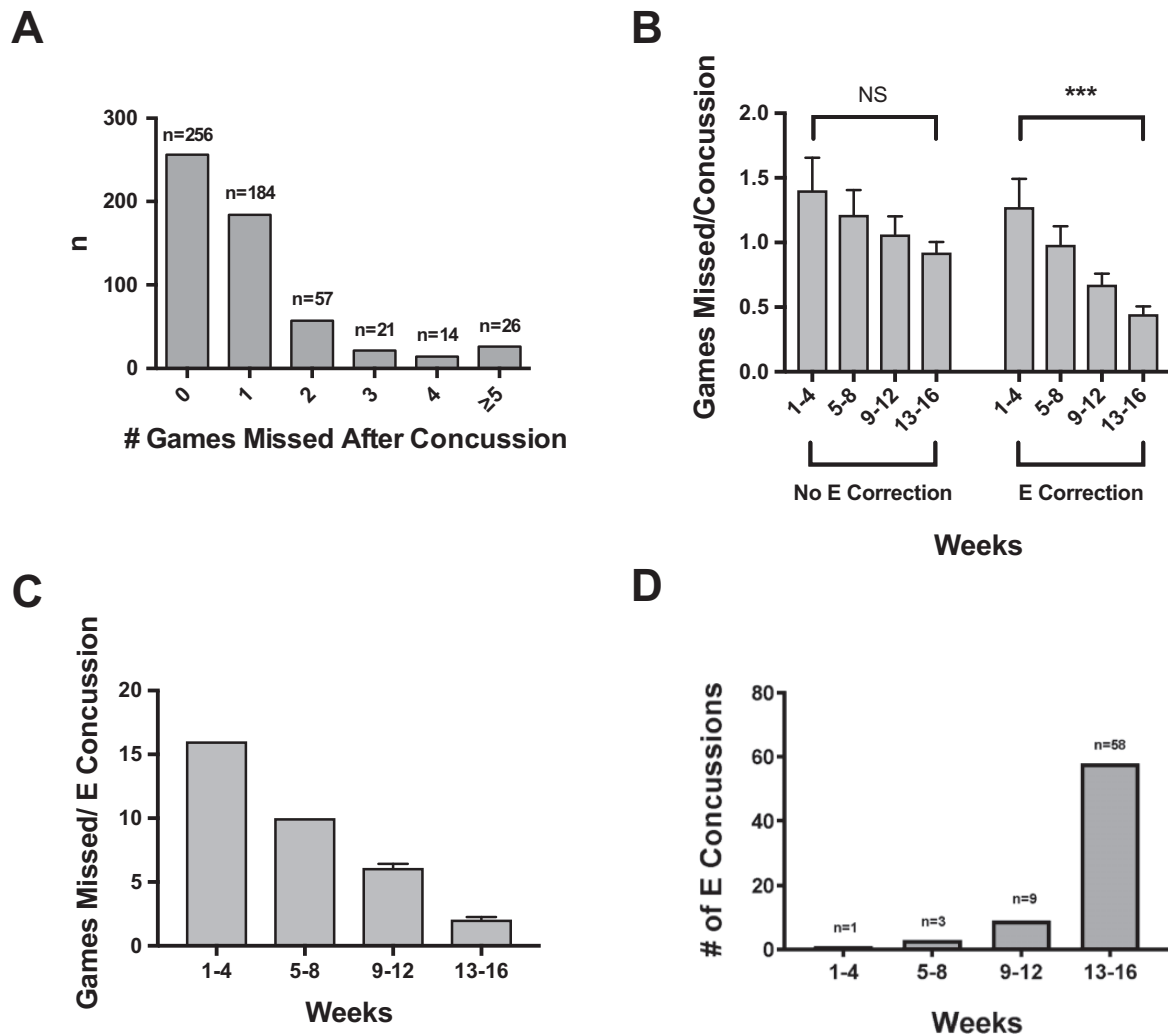 A
300
200
100
0
n
n=256
n=184
n=57
n=21
n=14
n=26
0
1
2
3
4
≥5
# Games Missed After Concussion
B
Games Missed/Concussion
2.0
1.5
1.0
0.5
0.0
NS
***
1-4
5-8
9-12
13-16
1-4
5-8
9-12
13-16
No E Correction
E Correction
Weeks
C
Games Missed/ E Concussion
20
15
10
5
0
1-4
5-8
9-12
13-16
Weeks
D
# of E Concussions
80
60
40
20
0
n=1
n=3
n=9
n=58
1-4
5-8
9-12
13-16
Weeks